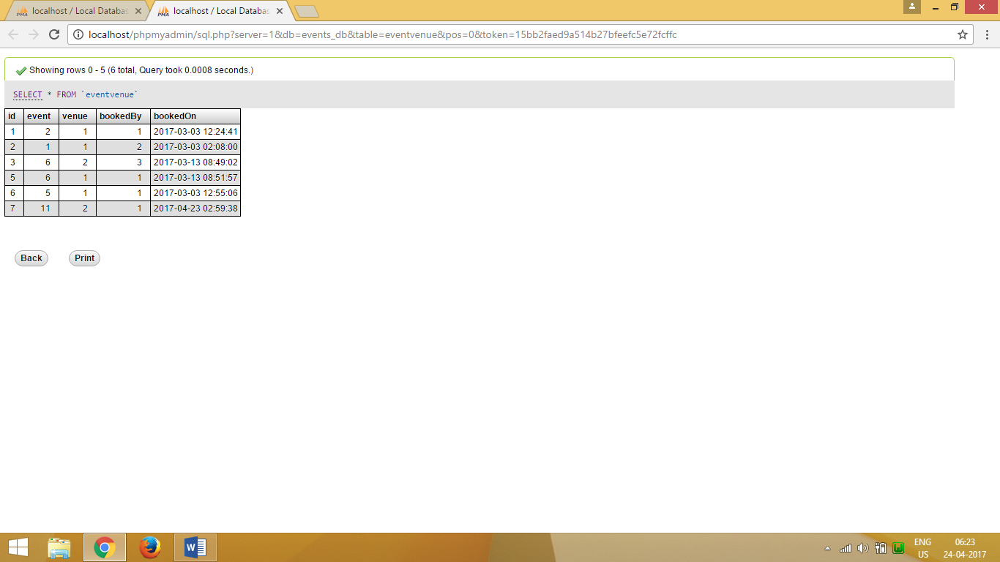 localhost / Local Databas
localhost / Local Databas
localhost/phpmyadmin/sql.php?server=1&db=events_db&table=eventvenue&pos=0&token=15bb2faed9a514b27bfeefc5e72fcffc
Showing rows 0 - 5 (6 total, Query took 0.0008 seconds.)
SELECT * FROM `eventvenue`
id event venue bookedBy bookedOn
1 2 1 1 2017-03-03 12:24:41
2 1 1 2 2017-03-03 02:08:00
3 6 2 3 2017-03-13 08:49:02
5 6 1 1 2017-03-13 08:51:57
6 5 1 1 2017-03-03 12:55:06
7 11 2 1 2017-04-23 02:59:38
Back Print
ENG 06:23
US 24-04-2017